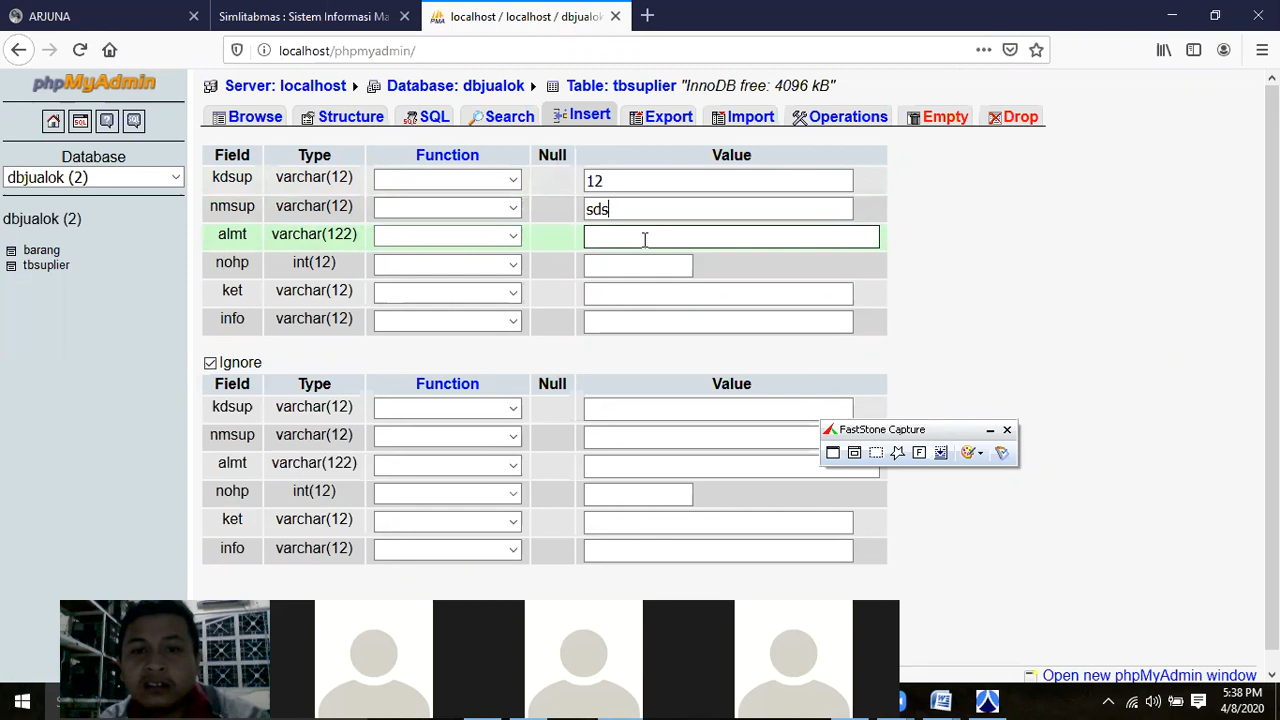 ARJUNA
Simlitabmas : Sistem Informasi Ma
localhost / localhost / dbjualok
localhost/phpmyadmin/
phpMyAdmin
Server: localhost
Database: dbjualok
Table: tbsuplier "InnoDB free: 4096 kB"
Browse Structure SQL Search Insert Export Import Operations Empty Drop
Database
dbjualok (2)
dbjualok (2)
barang
tbsuplier
Field Type Function Null Value
kdsup varchar(12) 12
nmsup varchar(12) sds
almt varchar(122)
nohp int(12)
ket varchar(12)
info varchar(12)
Ignore
Field Type Function Null Value
kdsup varchar(12)
nmsup varchar(12)
almt varchar(122)
nohp int(12)
ket varchar(12)
info varchar(12)
FastStone Capture
Open new phpMyAdmin window
5:38 PM
4/8/2020